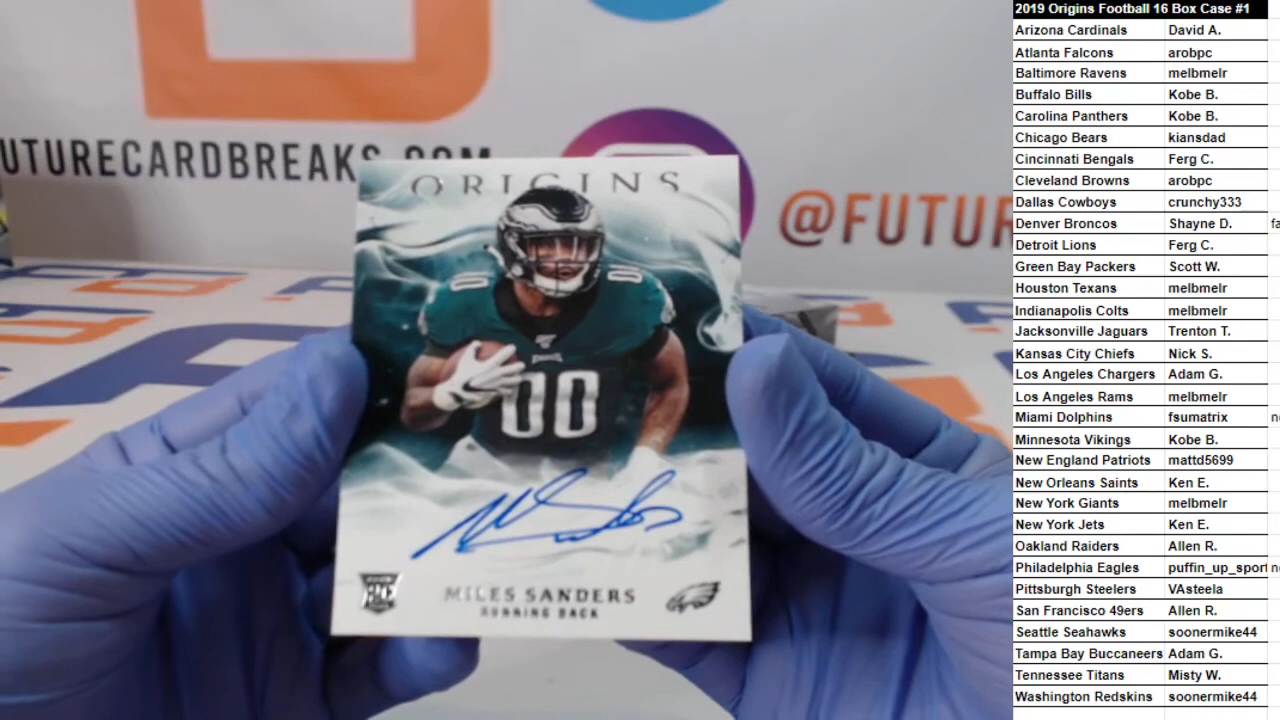 UTURECARDBREAKS.COM
@FUTUR
ORIGINS
00
00
00
MILES SANDERS
RUNNING BACK
2019 Origins Football 16 Box Case #1
Arizona Cardinals David A.
Atlanta Falcons arobpc
Baltimore Ravens melbmelr
Buffalo Bills Kobe B.
Carolina Panthers Kobe B.
Chicago Bears kiansdad
Cincinnati Bengals Ferg C.
Cleveland Browns arobpc
Dallas Cowboys crunchy333
Denver Broncos Shayne D. fa
Detroit Lions Ferg C.
Green Bay Packers Scott W.
Houston Texans melbmelr
Indianapolis Colts melbmelr
Jacksonville Jaguars Trenton T.
Kansas City Chiefs Nick S.
Los Angeles Chargers Adam G.
Los Angeles Rams melbmelr
Miami Dolphins fsumatrix
Minnesota Vikings Kobe B.
New England Patriots mattd5699
New Orleans Saints Ken E.
New York Giants melbmelr
New York Jets Ken E.
Oakland Raiders Allen R.
Philadelphia Eagles puffin_up_sport
Pittsburgh Steelers VAsteela
San Francisco 49ers Allen R.
Seattle Seahawks soonermike44
Tampa Bay Buccaneers Adam G.
Tennessee Titans Misty W.
Washington Redskins soonermike44